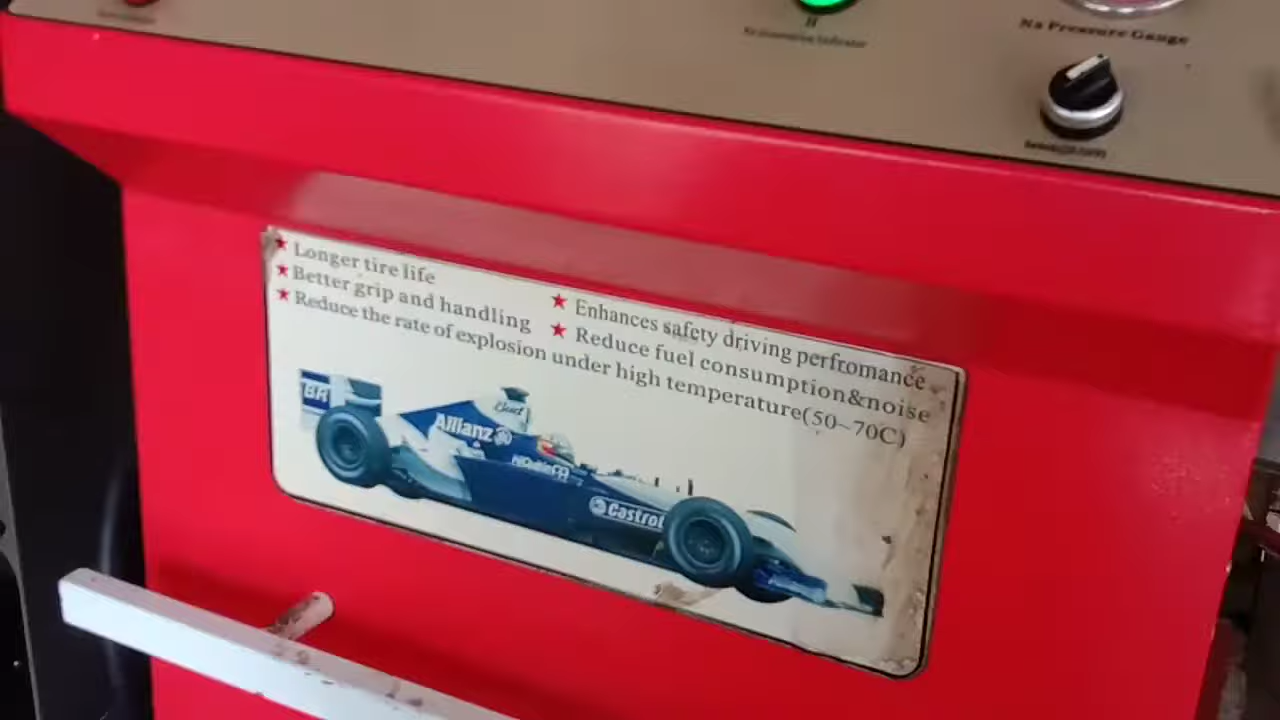 N2 Pressure Gauge
★ Longer tire life
★ Better grip and handling
★ Reduce the rate of explosion under high temperature(50~70C)
★ Enhances safety driving perfromance
★ Reduce fuel consumption&noise
Allianz
Castrol